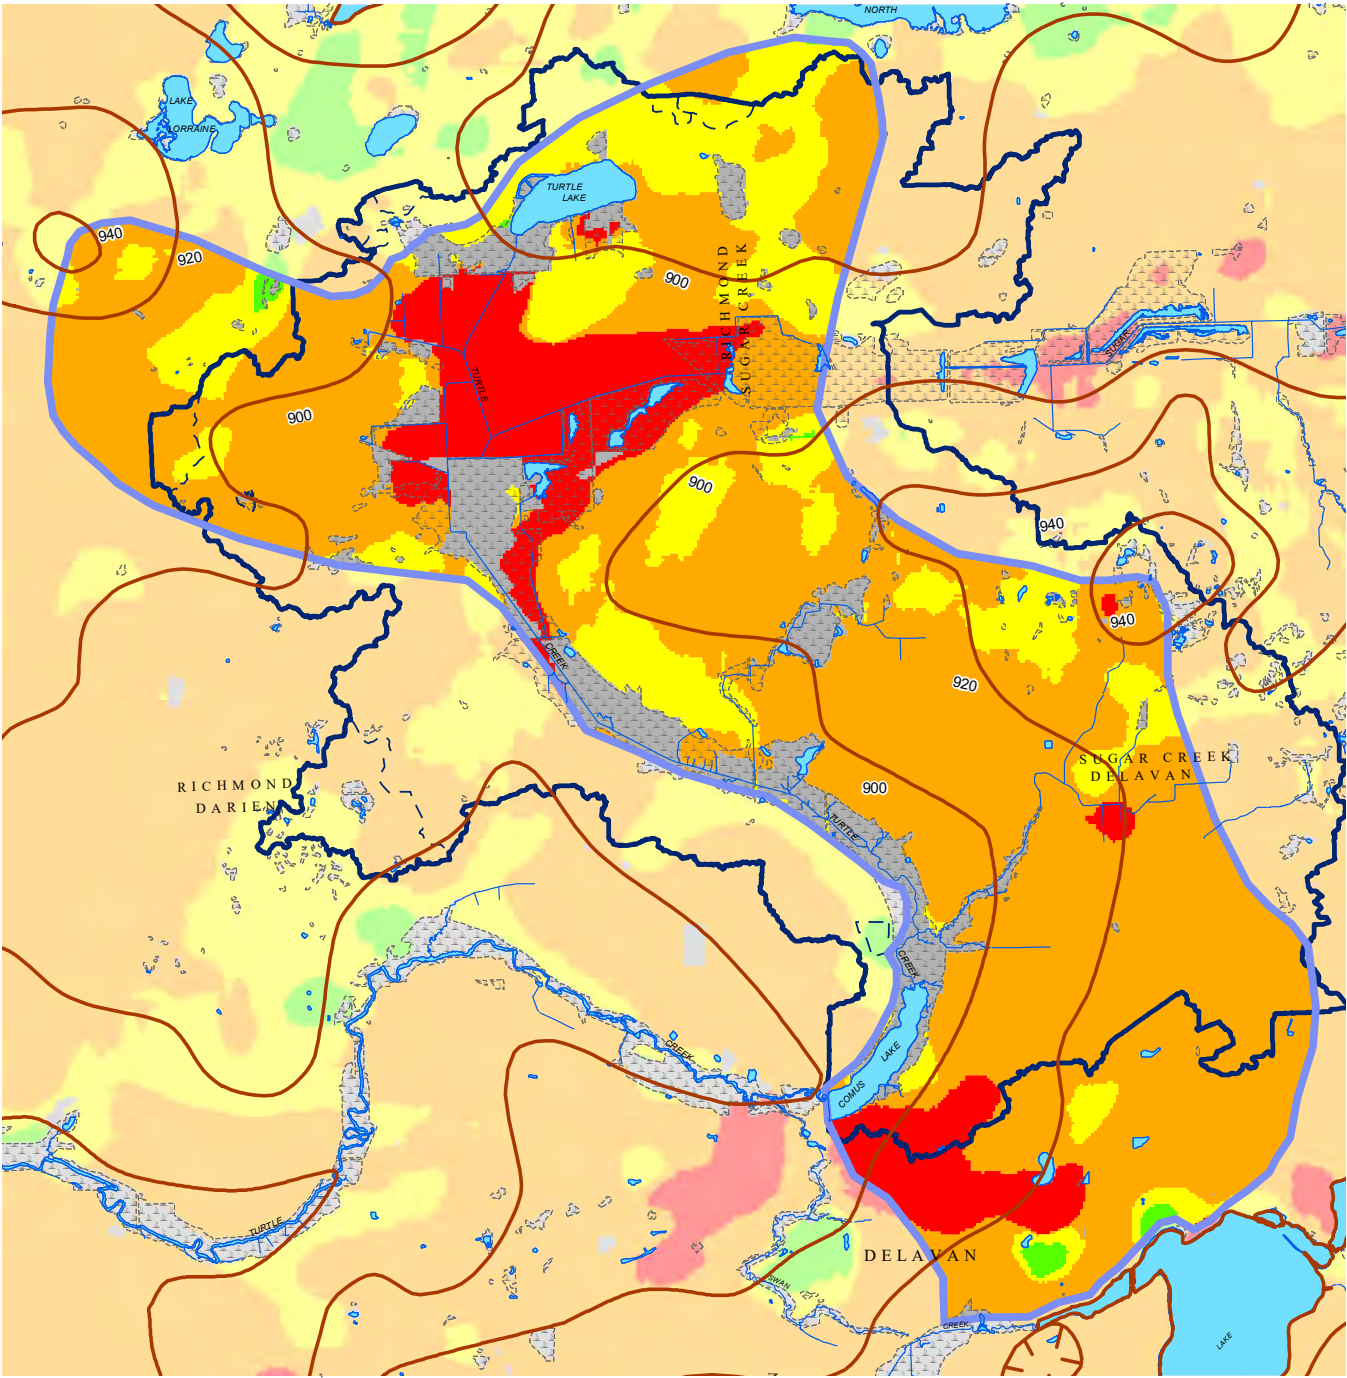 NORTH
LAKE
LORRAINE
TURTLE
LAKE
940
920
900
RICHMOND
SUGAR CREEK
SUGAR
TURTLE
900
900
940
940
CREEK
920
RICHMOND
DARIEN
SUGAR CREEK
DELAVAN
900
TURTLE
CREEK
LAKE
COMUS
CREEK
TURTLE
DELAVAN
SWAN
CREEK
LAKE